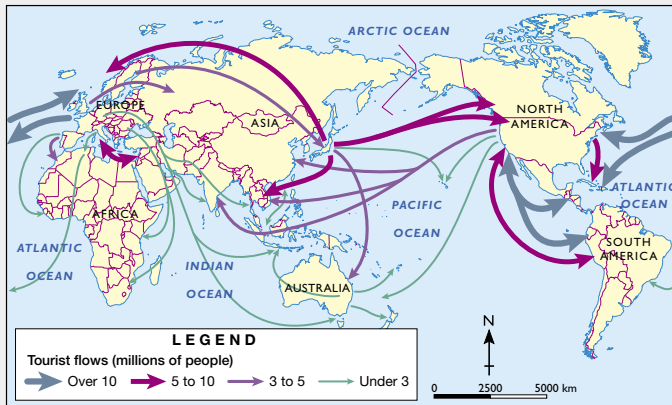 ARCTIC OCEAN
EUROPE
ASIA
NORTH
AMERICA
AFRICA
PACIFIC
OCEAN
ATLANTIC
OCEAN
ATLANTIC
OCEAN
INDIAN
OCEAN
AUSTRALIA
SOUTH
AMERICA
N
LEGEND
Tourist flows (millions of people)
Over 10 5 to 10 3 to 5 Under 3
0 2500 5000 km